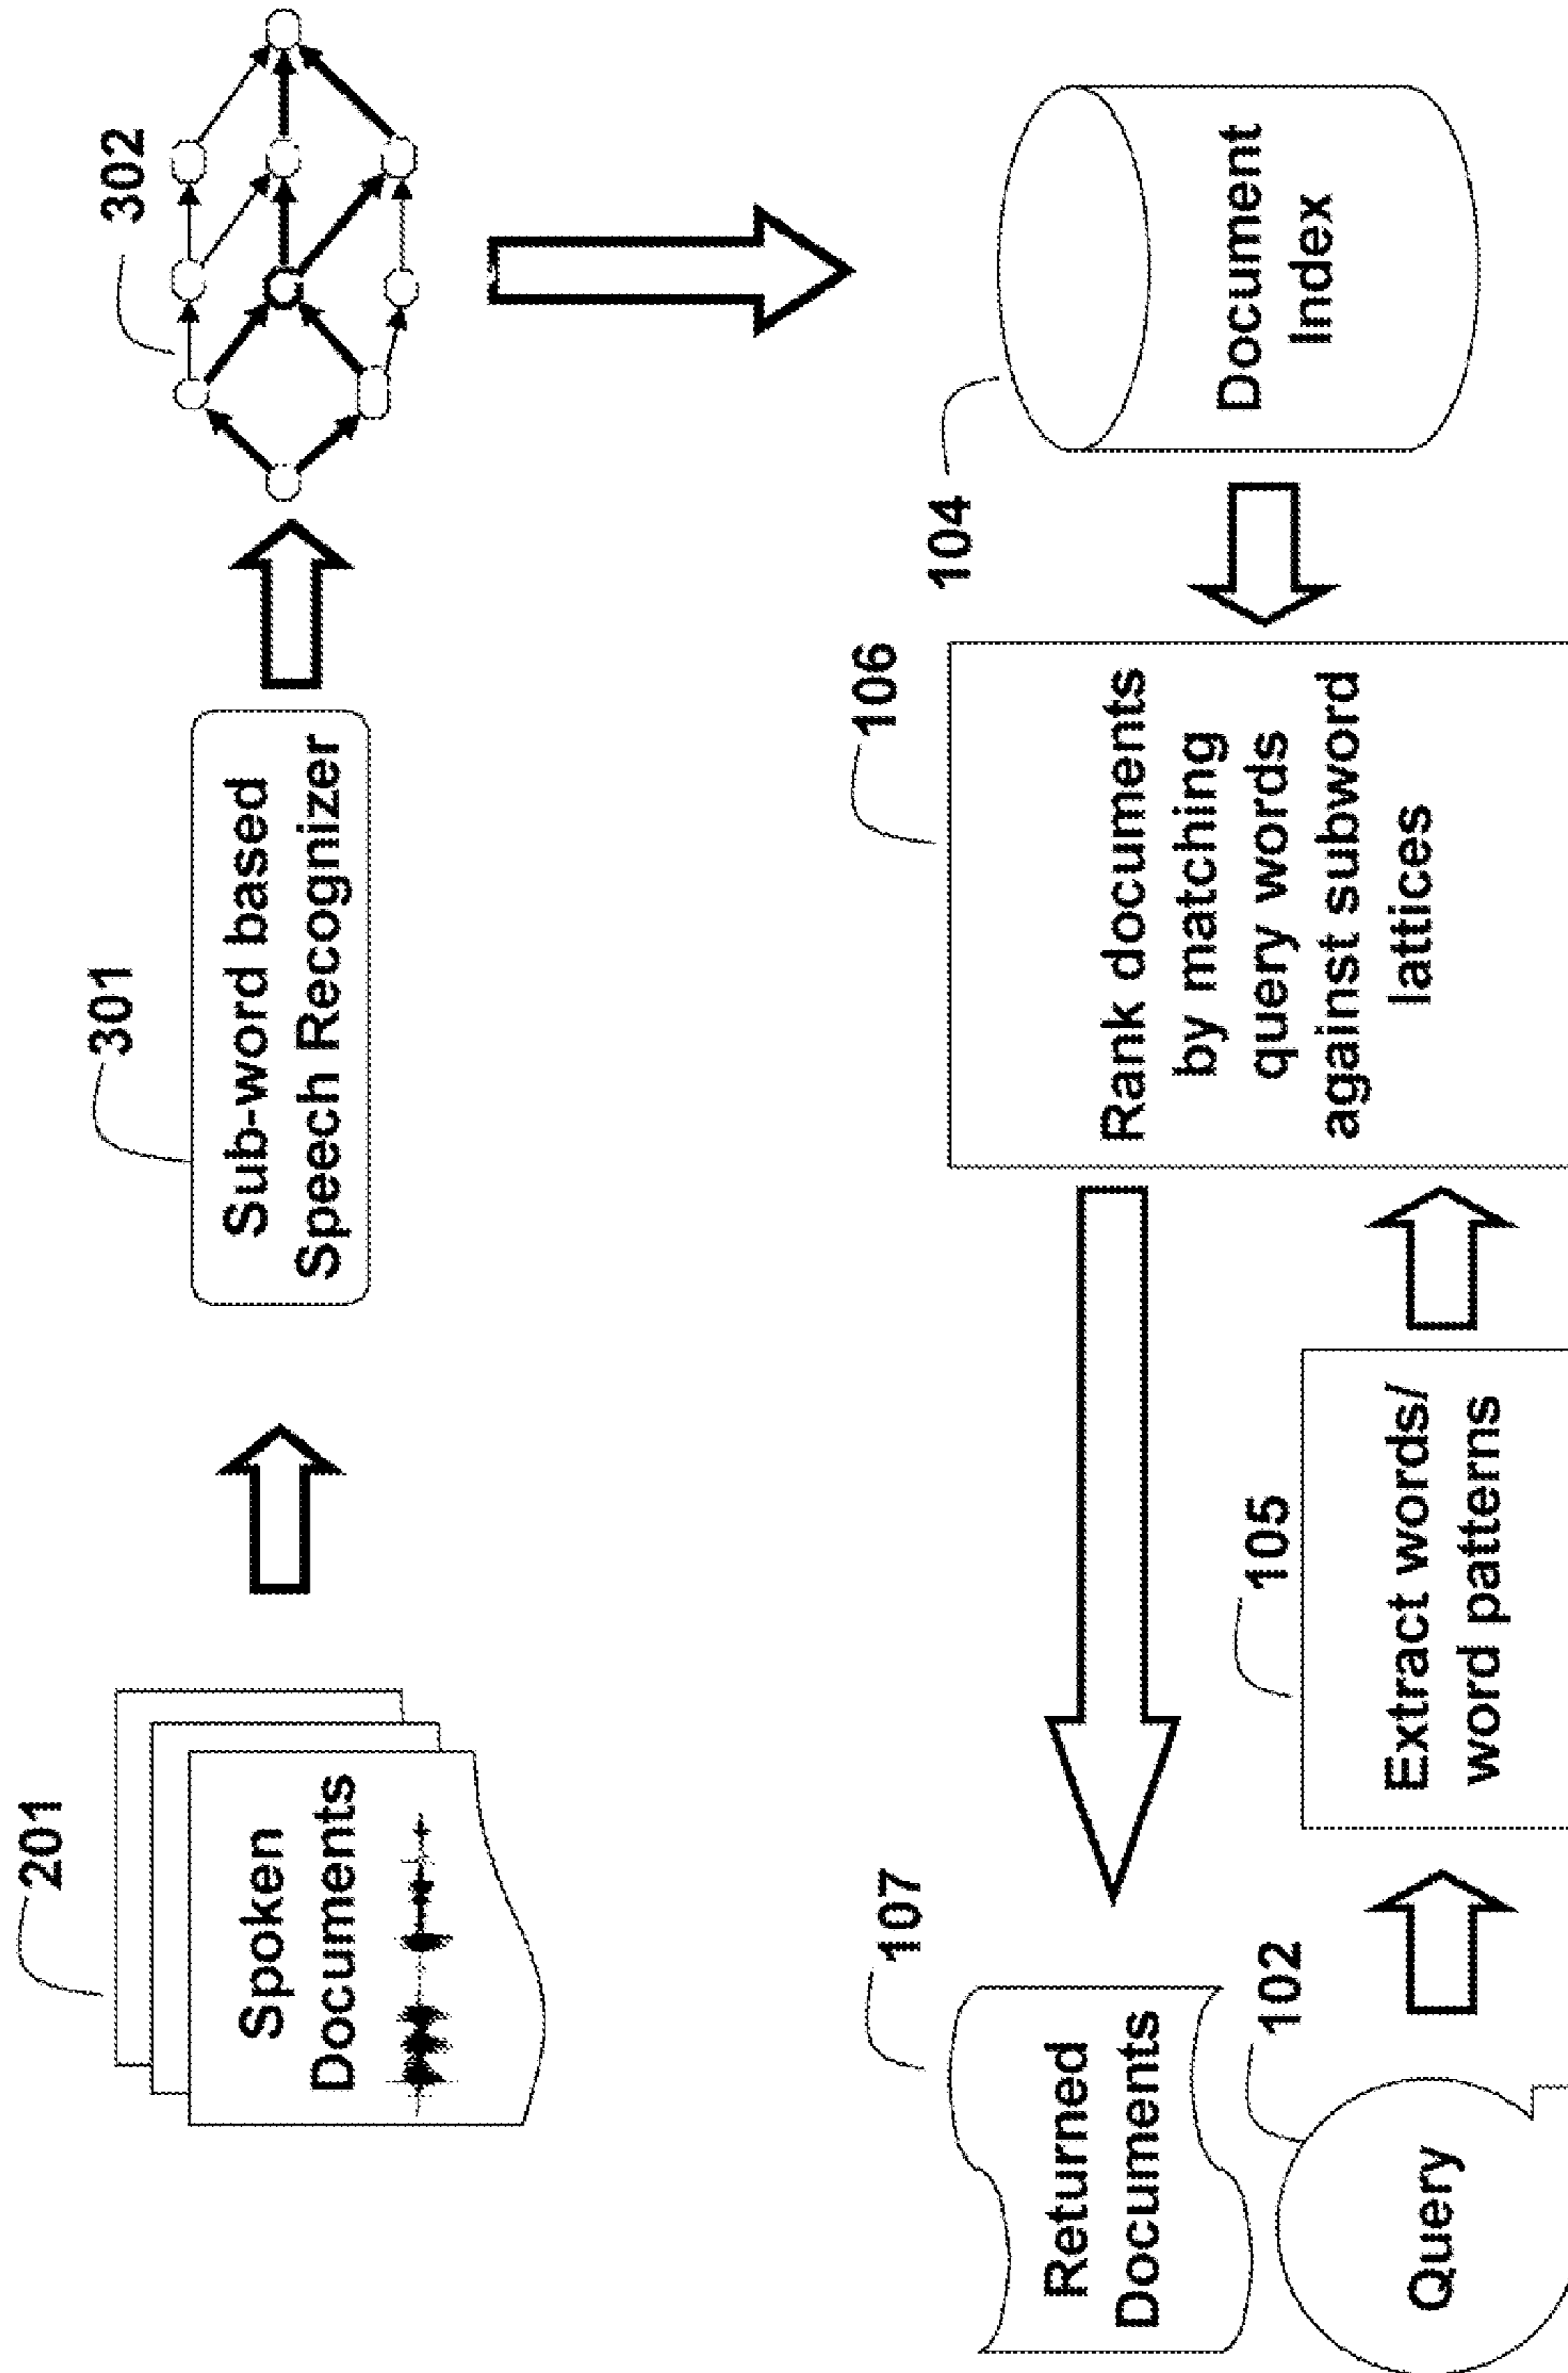 201
Spoken
Documents
301
Sub-word based
Speech Recognizer
302
107
Returned
Documents
106
Rank documents
by matching
query words
against subword
lattices
104
Document
Index
102
Query
105
Extract words/
word patterns